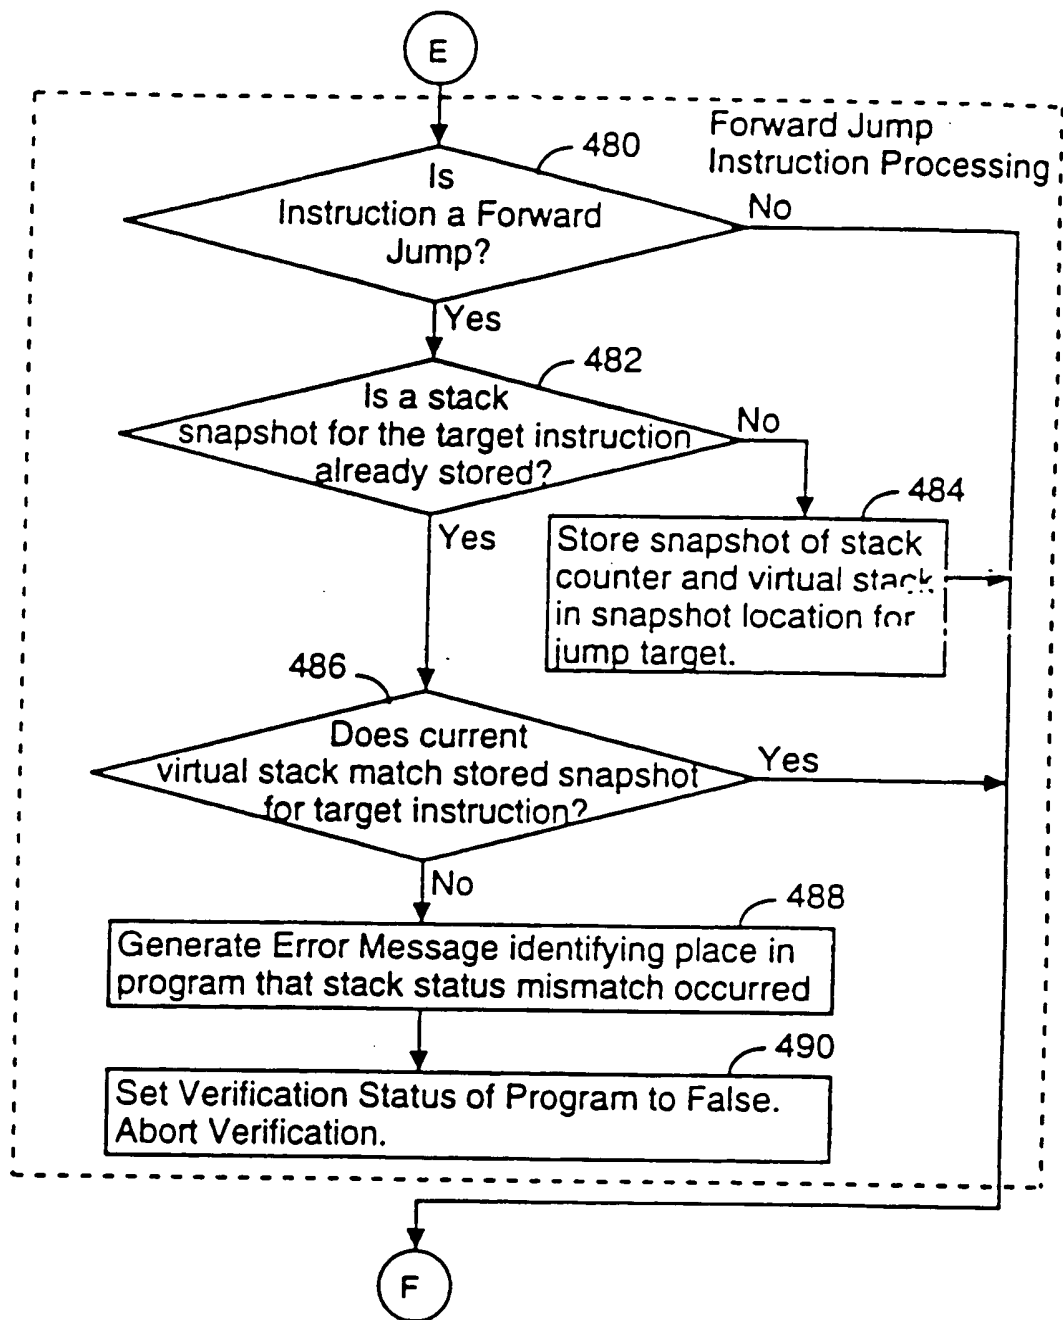 E
Forward Jump
Instruction Processing
480
Is
Instruction a Forward
Jump?
No
Yes
482
Is a stack
snapshot for the target instruction
already stored?
No
Yes
484
Store snapshot of stack
counter and virtual stack
in snapshot location for
jump target.
486
Does current
virtual stack match stored snapshot
for target instruction?
Yes
No
488
Generate Error Message identifying place in
program that stack status mismatch occurred
490
Set Verification Status of Program to False.
Abort Verification.
F